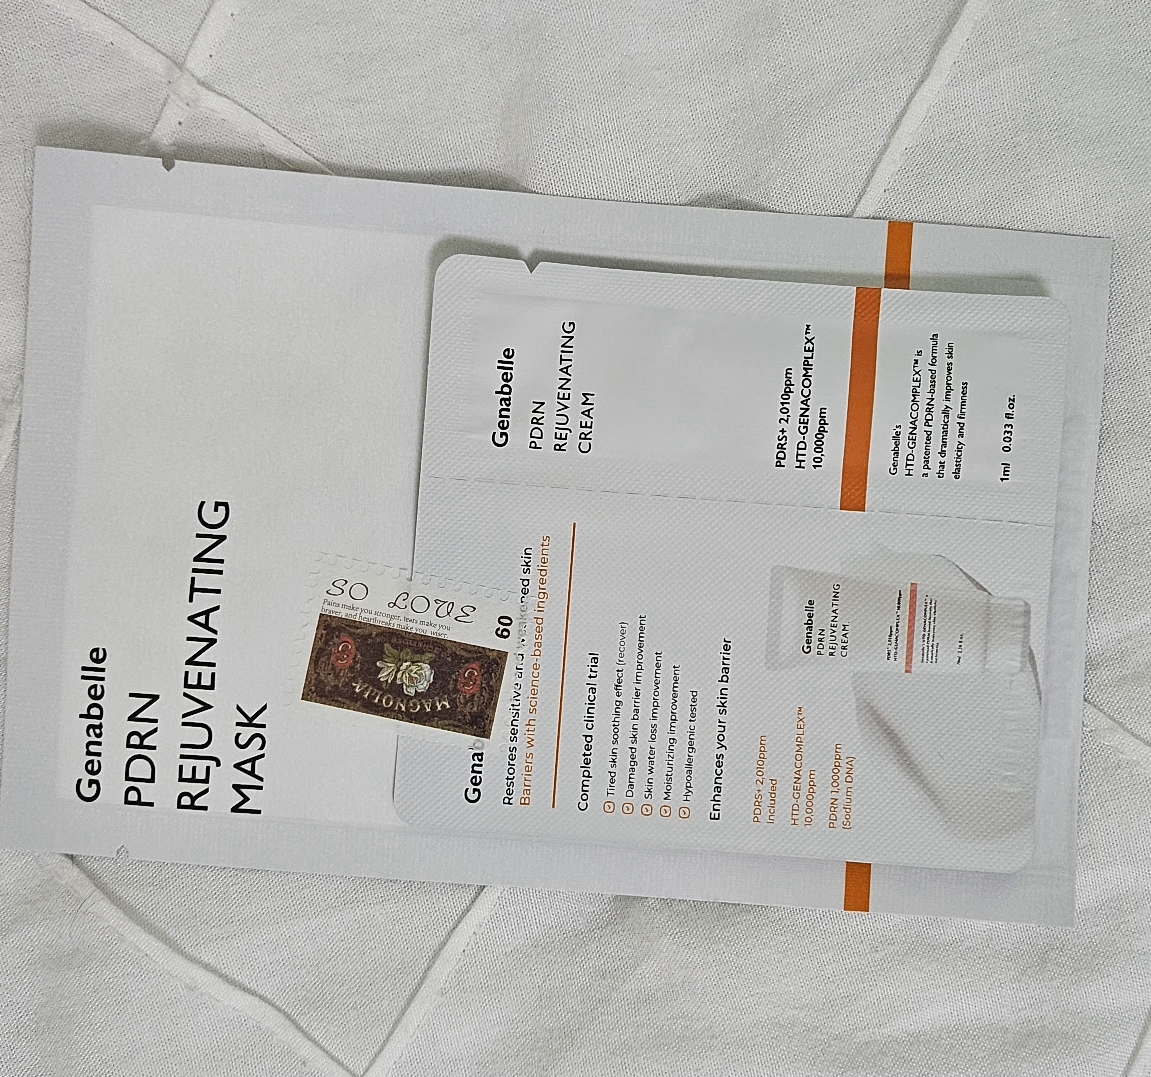 Genabelle
PDRN
REJUVENATING
MASK
SO LOVE
Pains make you stronger, tears make you
braver, and heartbreaks make you wiser.
60
MAGNOLIA
Genab
Restores sensitive and weakened skin
Barriers with science-based ingredients
Completed clinical trial
Tired skin soothing effect (recover)
Damaged skin barrier improvement
Skin water loss improvement
Moisturizing improvement
Hypoallergenic tested
Enhances your skin barrier
PDRS+ 2,010ppm
Included
HTD-GENACOMPLEX™
10,000ppm
PDRN 1,000ppm
(Sodium DNA)
Genabelle
PDRN
REJUVENATING
CREAM
Genabelle
PDRN
REJUVENATING
CREAM
PDRS+ 2,010ppm
HTD-GENACOMPLEX™
10,000ppm
Genabelle's
HTD-GENACOMPLEX™ is
a patented PDRN-based formula
that dramatically improves skin
elasticity and firmness
1ml 0.033 fl.oz.